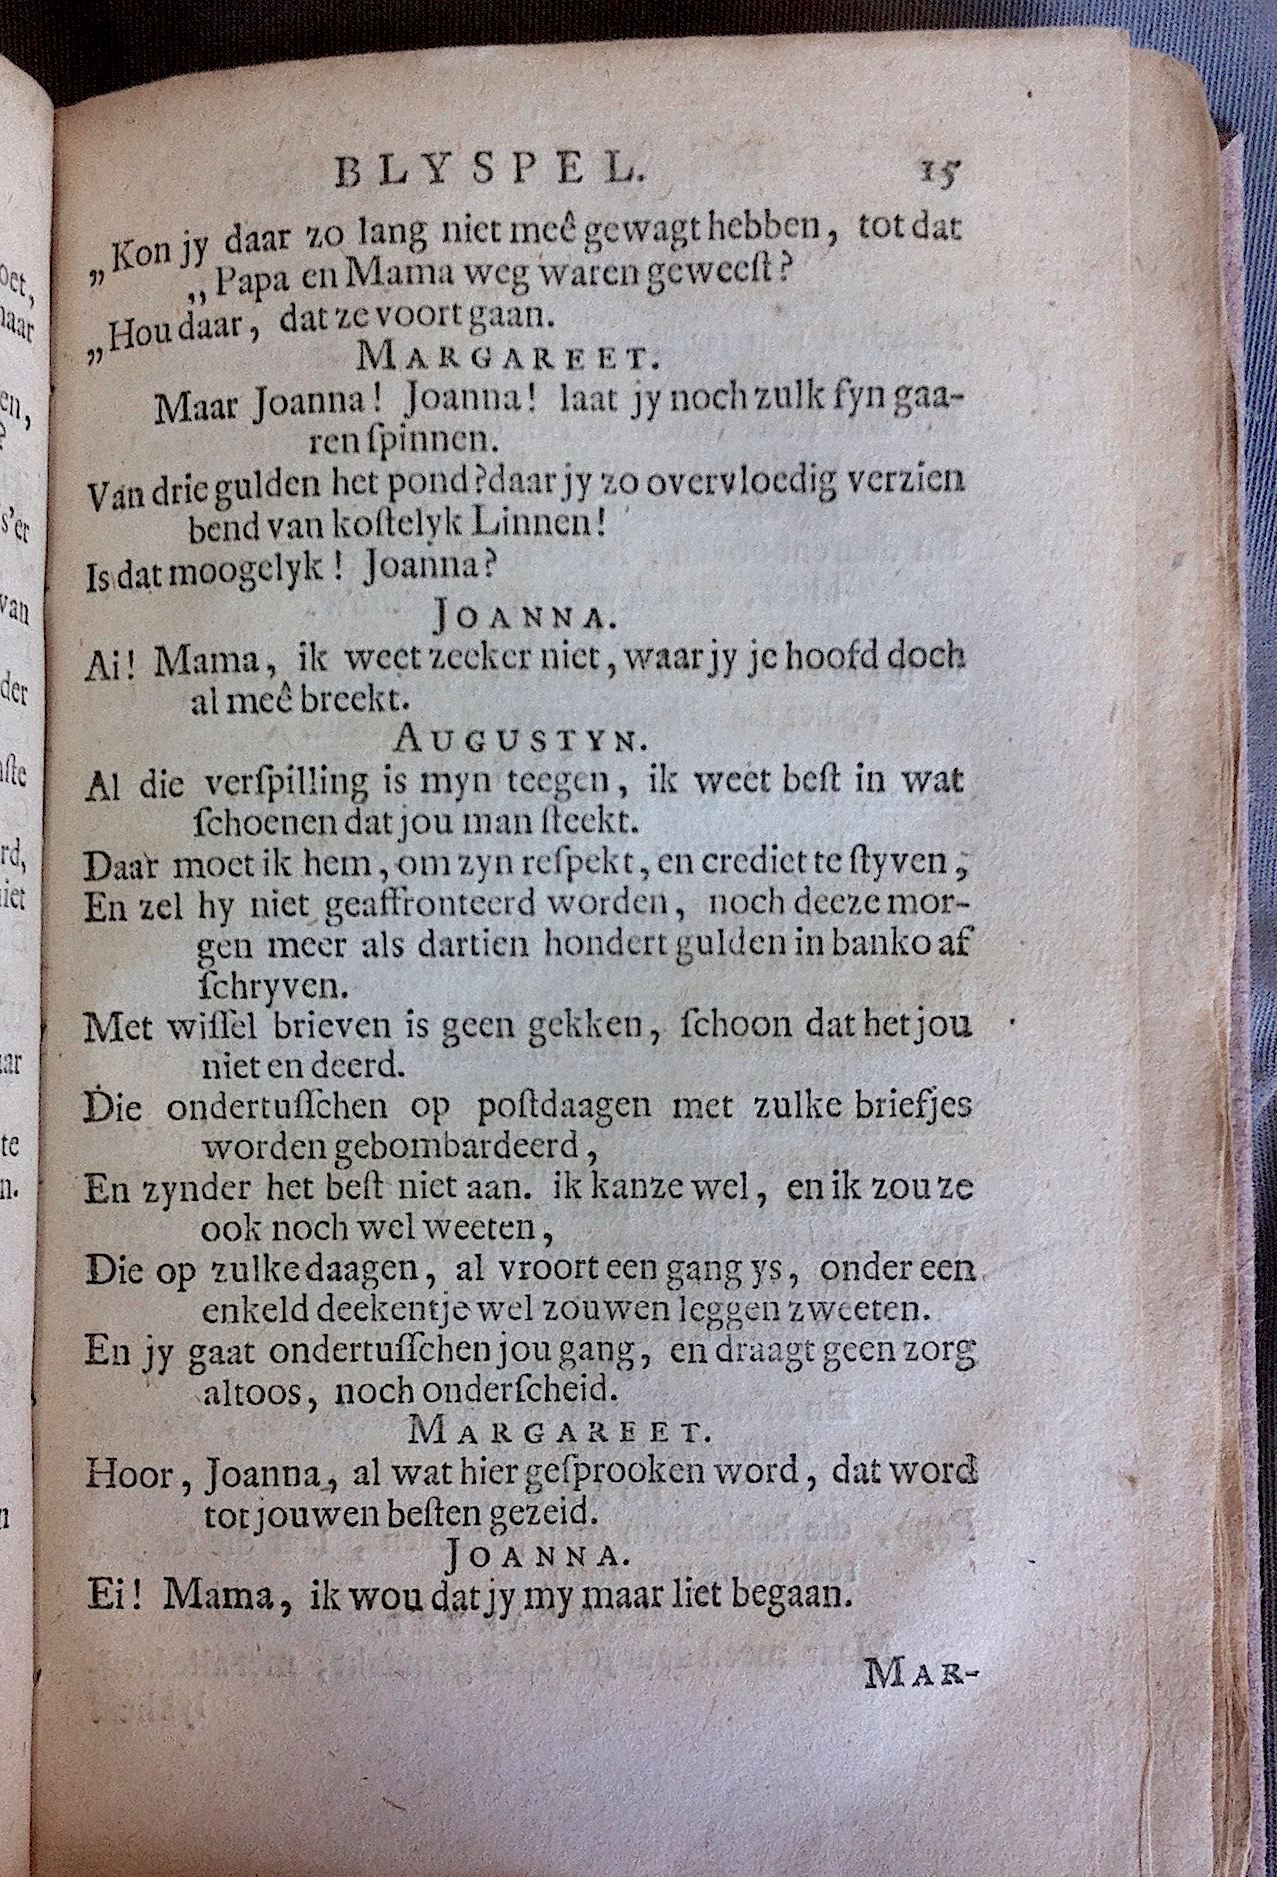 BLYSPEL. 15
„Kon jy daar zo lang niet meê gewagt hebben, tot dat
„Papa en Mama weg waren geweeſt?
„Hou daar, dat ze voort gaan.
MARGAREET.
Maar Joanna! Joanna! laat jy noch zulk fyn gaa-
ren ſpinnen.
Van drie gulden het pond? daar jy zo overvloedig verzien
bend van koſtelyk Linnen!
Is dat moogelyk! Joanna?
JOANNA.
Ai! Mama, ik weet zeeker niet, waar jy je hoofd doch
al meê breekt.
AUGUSTYN.
Al die verſpilling is myn teegen, ik weet beſt in wat
ſchoenen dat jou man ſteekt.
Daar moet ik hem, om zyn reſpekt, en crediet te ſtyven,
En zel hy niet geaffronteerd worden, noch deeze mor-
gen meer als dartien hondert gulden in banko af
ſchryven.
Met wiſſel brieven is geen gekken, ſchoon dat het jou
niet en deerd.
Die ondertuſſchen op poſtdaagen met zulke briefjes
worden gebombardeerd,
En zynder het beſt niet aan. ik kanze wel, en ik zou ze
ook noch wel weeten,
Die op zulke daagen, al vroort een gang ys, onder een
enkeld deekentje wel zouwen leggen zweeten.
En jy gaat ondertuſſchen jou gang, en draagt geen zorg
altoos, noch onderſcheid.
MARGAREET.
Hoor, Joanna, al wat hier geſprooken word, dat word
tot jouwen beſten gezeid.
JOANNA.
Ei! Mama, ik wou dat jy my maar liet begaan.
MAR-